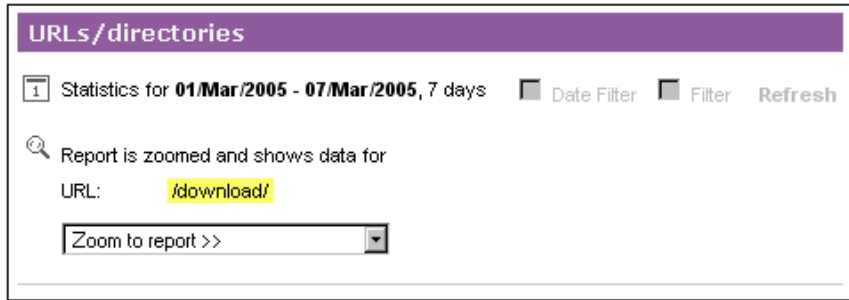 URLs/directories
1 Statistics for 01/Mar/2005 - 07/Mar/2005, 7 days Date Filter Filter Refresh
Report is zoomed and shows data for
URL: /download/
Zoom to report >>